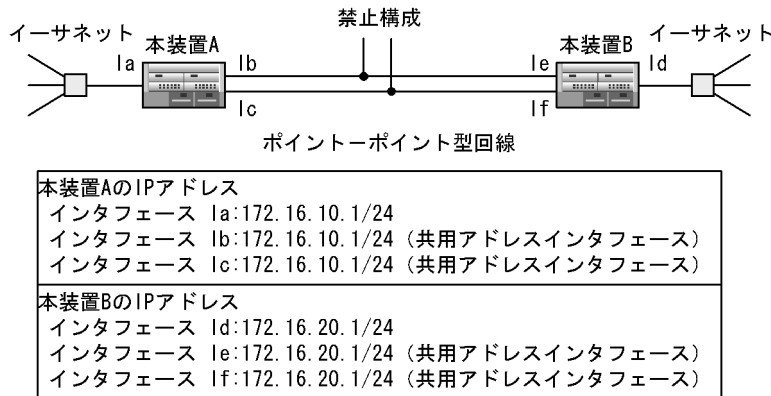 禁止構成
イーサネット 本装置A 本装置B イーサネット
Ia Ib Ie Id
Ic If
ポイントーポイント型回線
本装置AのIPアドレス
インタフェース Ia:172.16.10.1/24
インタフェース Ib:172.16.10.1/24 (共用アドレスインタフェース)
インタフェース Ic:172.16.10.1/24 (共用アドレスインタフェース)
本装置BのIPアドレス
インタフェース Id:172.16.20.1/24
インタフェース Ie:172.16.20.1/24 (共用アドレスインタフェース)
インタフェース If:172.16.20.1/24 (共用アドレスインタフェース)